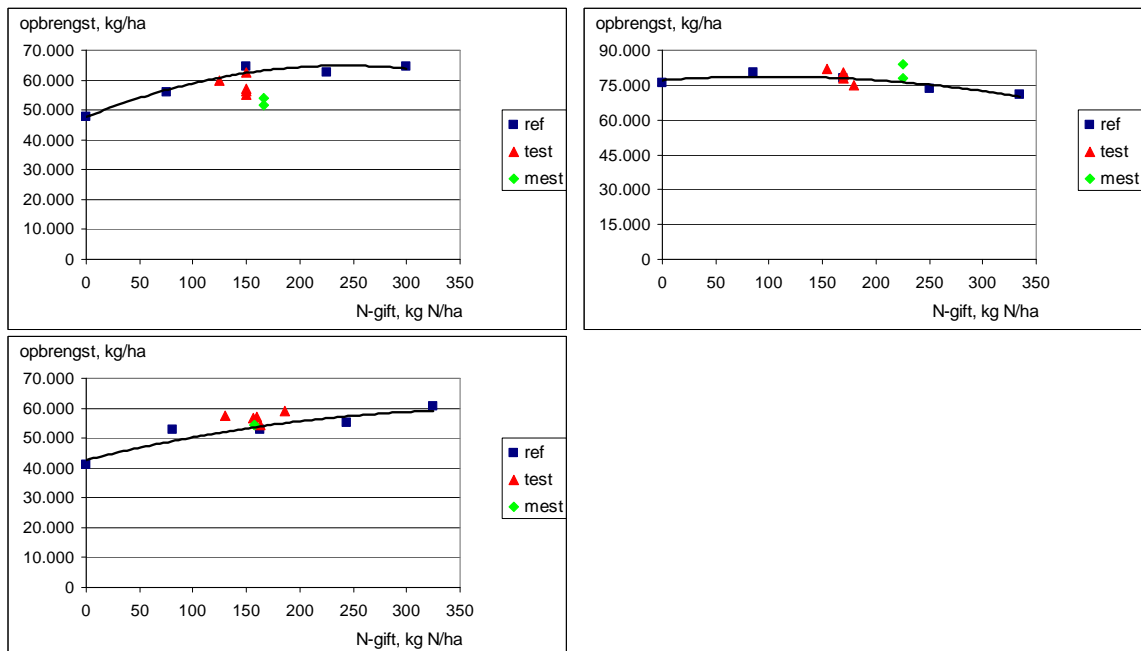 opbrengst, kg/ha
70.000
60.000
50.000
40.000
30.000
20.000
10.000
0
0 50 100 150 200 250 300 350
N-gift, kg N/ha
ref
test
mest
opbrengst, kg/ha
90.000
75.000
60.000
45.000
30.000
15.000
0
0 50 100 150 200 250 300 350
N-gift, kg N/ha
ref
test
mest
opbrengst, kg/ha
70.000
60.000
50.000
40.000
30.000
20.000
10.000
0
0 50 100 150 200 250 300 350
N-gift, kg N/ha
ref
test
mest